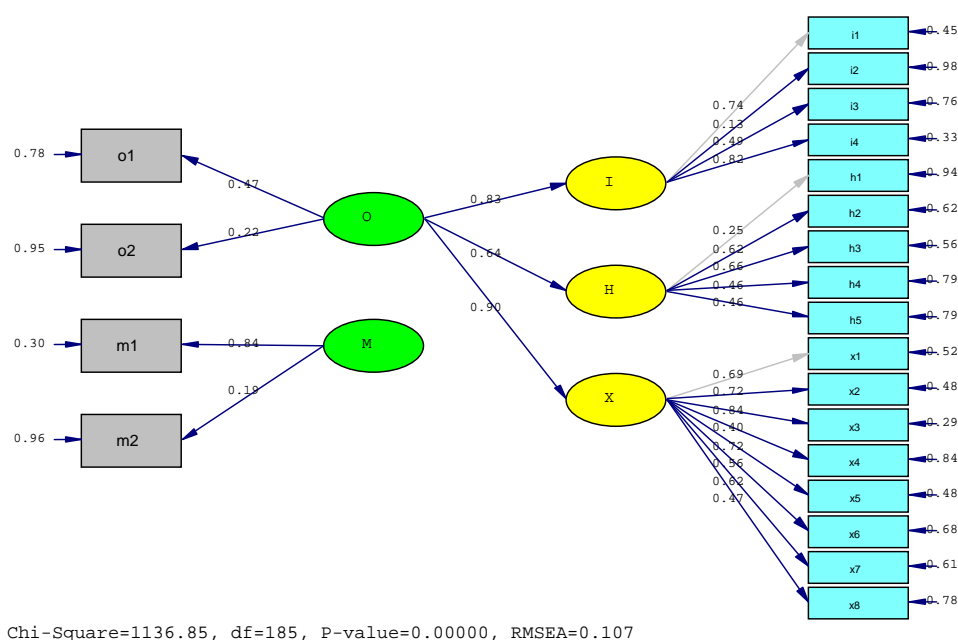 i1
0.45
i2
0.98
i3
0.76
i4
0.33
h1
0.94
h2
0.62
h3
0.56
h4
0.79
h5
0.79
x1
0.52
x2
0.48
x3
0.29
x4
0.84
x5
0.48
x6
0.68
x7
0.61
x8
0.78
0.78
o1
0.95
o2
0.30
m1
0.96
m2
0.47
0.22
0.84
0.19
O
M
0.83
0.64
0.90
I
H
X
0.74
0.13
0.49
0.82
0.25
0.62
0.66
0.46
0.46
0.69
0.72
0.84
0.40
0.72
0.56
0.62
0.47
Chi-Square=1136.85, df=185, P-value=0.00000, RMSEA=0.107